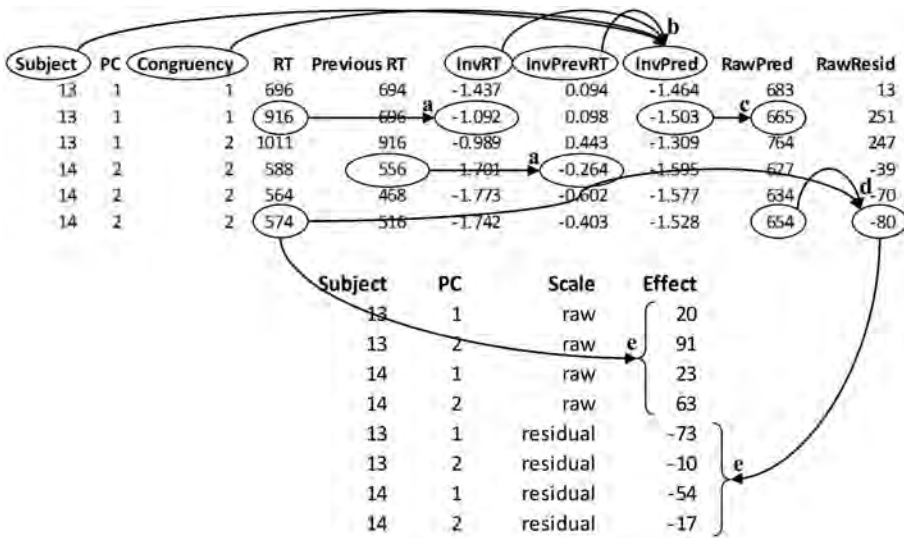 b
Subject PC Congruency RT Previous RT InvRT InvPrevRT InvPred RawPred RawResid
13 1 1 696 694 -1.437 0.094 -1.464 683 13
13 1 1 916 a 696 -1.092 0.098 -1.503 c 665 251
13 1 2 1011 916 -0.989 0.443 -1.309 764 247
14 2 2 588 556 a -1.701 -0.264 -1.595 627 -39
14 2 2 564 468 -1.773 -0.602 -1.577 634 d -70
14 2 2 574 516 -1.742 -0.403 -1.528 654 -80
Subject PC Scale Effect
13 1 raw 20
13 2 raw 91
e
14 1 raw 23
14 2 raw 63
13 1 residual -73
13 2 residual -10
e
14 1 residual -54
14 2 residual -17